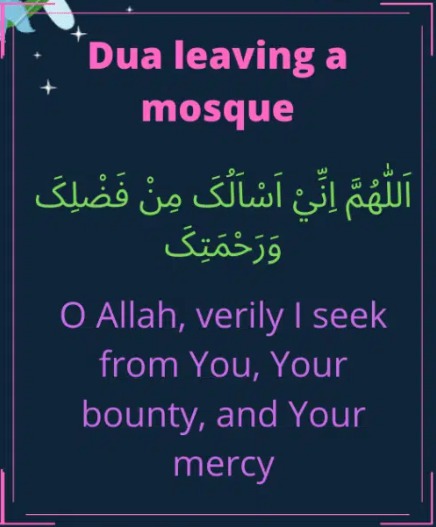 Dua leaving a
mosque
اَللّٰهُمَّ اِنِّيْ اَسْاَلُکَ مِنْ فَضْلِکَ
وَرَحْمَتِکَ
O Allah, verily I seek
from You, Your
bounty, and Your
mercy